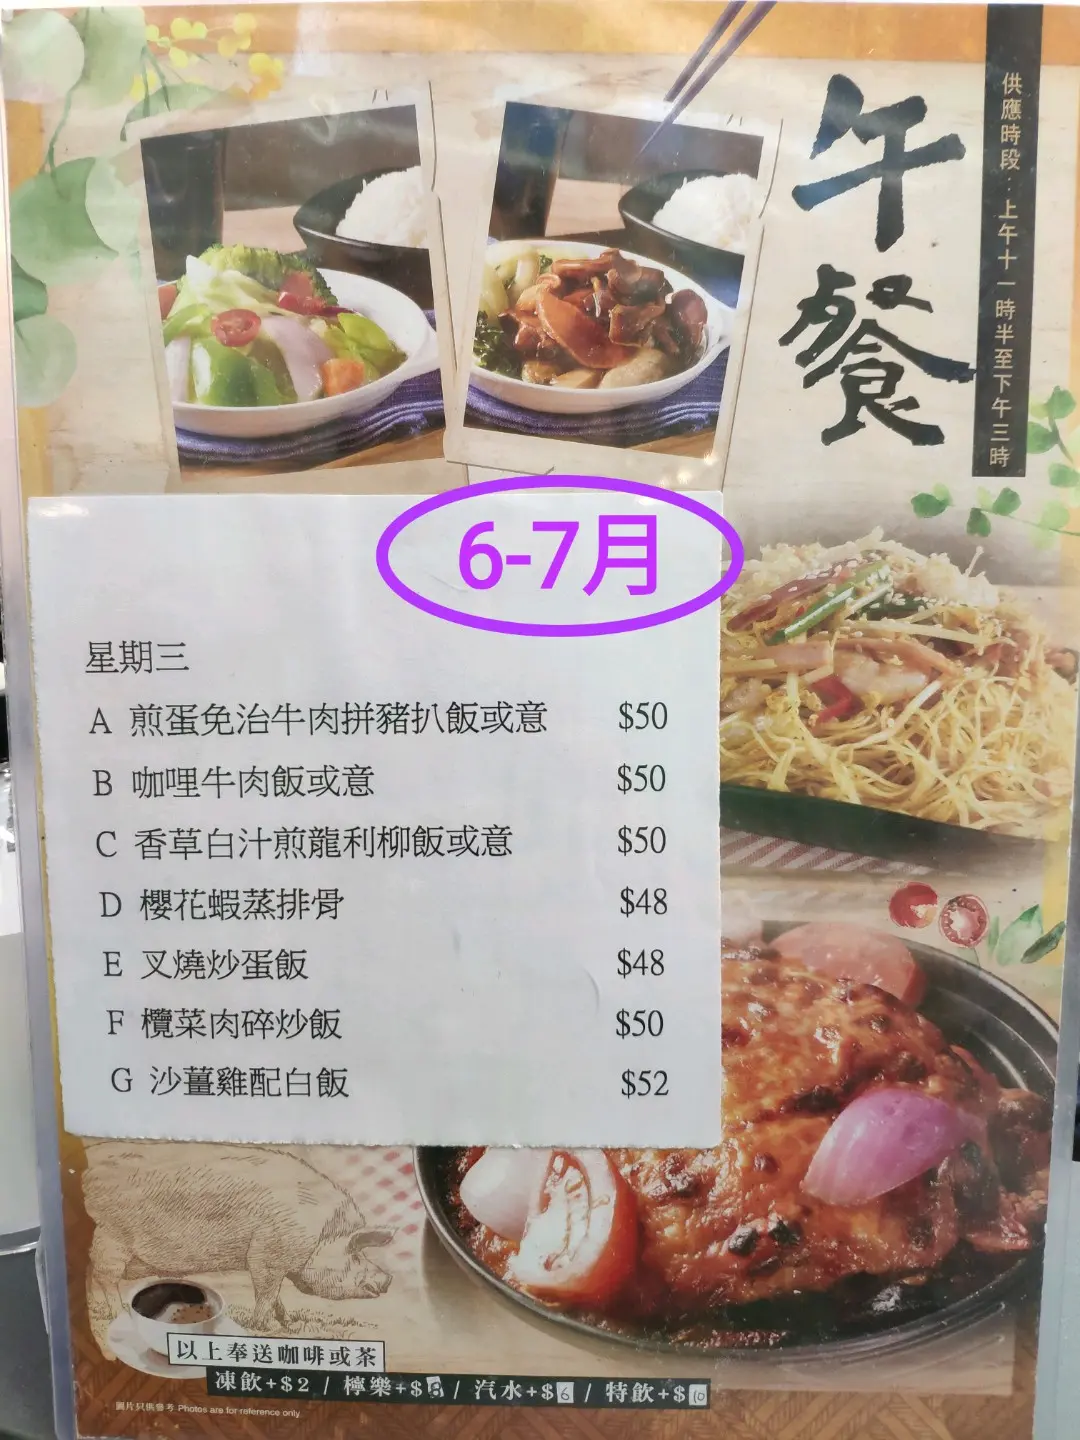 午餐
供應時段：上午十一時半至下午三時
6-7月
星期三
A 煎蛋免治牛肉拼豬扒飯或意 $50
B 咖哩牛肉飯或意 $50
C 香草白汁煎龍利柳飯或意 $50
D 櫻花蝦蒸排骨 $48
E 叉燒炒蛋飯 $48
F 欖菜肉碎炒飯 $50
G 沙薑雞配白飯 $52
以上奉送咖啡或茶
凍飲+$2 / 檸樂+$8 / 汽水+$6 / 特飲+$10
圖片只供參考 Photos are for reference only